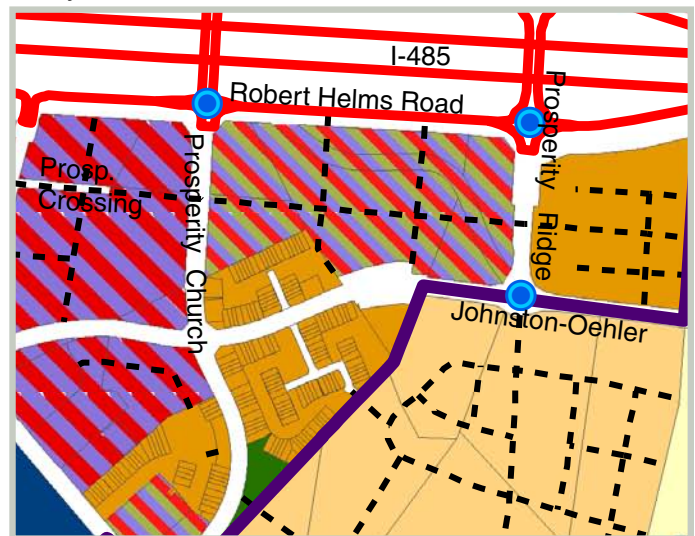 I-485
Robert Helms Road
Prosperity Ridge
Prosp.
Crossing
Prosperity Church
Johnston-Oehler